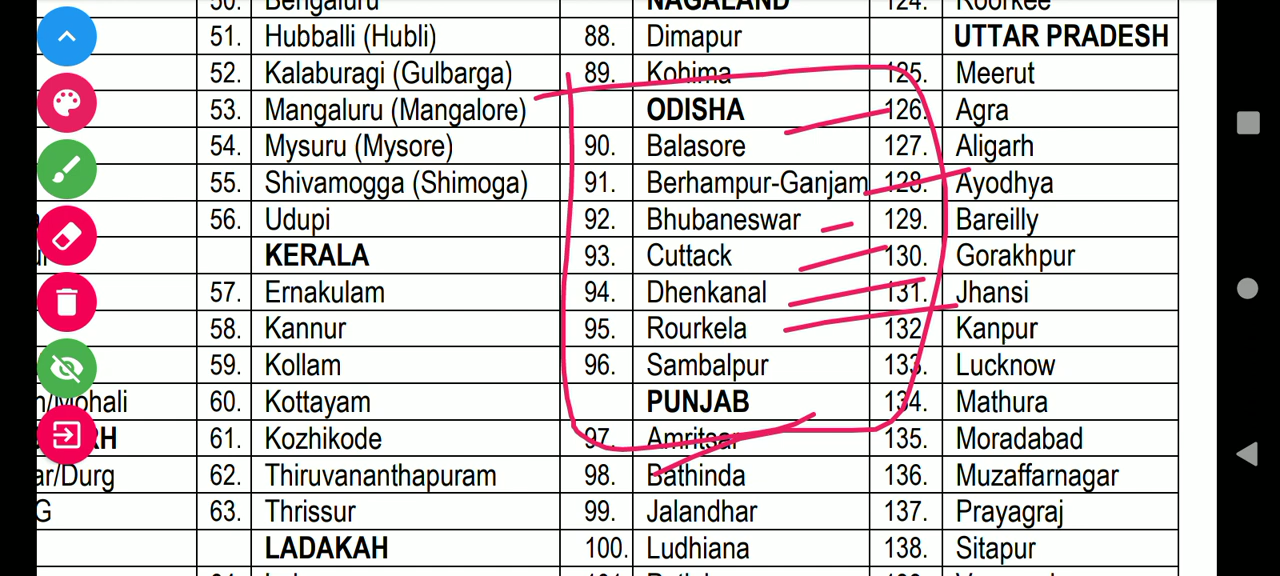 50. Bengaluru NAGALAND 124. Roorkee
51. Hubballi (Hubli) 88. Dimapur UTTAR PRADESH
52. Kalaburagi (Gulbarga) 89. Kohima 125. Meerut
53. Mangaluru (Mangalore) ODISHA 126. Agra
54. Mysuru (Mysore) 90. Balasore 127. Aligarh
55. Shivamogga (Shimoga) 91. Berhampur-Ganjam 128. Ayodhya
56. Udupi 92. Bhubaneswar 129. Bareilly
KERALA 93. Cuttack 130. Gorakhpur
57. Ernakulam 94. Dhenkanal 131. Jhansi
58. Kannur 95. Rourkela 132. Kanpur
59. Kollam 96. Sambalpur 133. Lucknow
/Mohali 60. Kottayam PUNJAB 134. Mathura
RH 61. Kozhikode 97. Amritsar 135. Moradabad
ar/Durg 62. Thiruvananthapuram 98. Bathinda 136. Muzaffarnagar
G 63. Thrissur 99. Jalandhar 137. Prayagraj
LADAKAH 100. Ludhiana 138. Sitapur